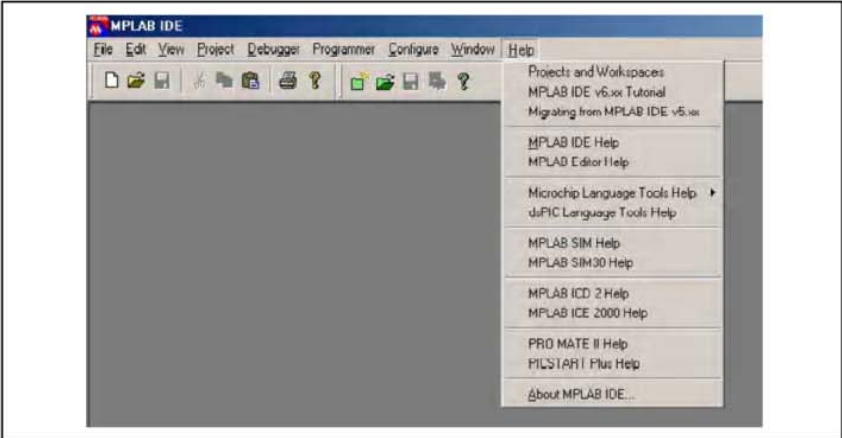 MPLAB IDE
File Edit View Project Debugger Programmer Configure Window Help
Projects and Workspaces
MPLAB IDE v6.xx Tutorial
Migrating from MPLAB IDE v5.xx
MPLAB IDE Help
MPLAB Editor Help
Microchip Language Tools Help
dsPIC Language Tools Help
MPLAB SIM Help
MPLAB SIM30 Help
MPLAB ICD 2 Help
MPLAB ICE 2000 Help
PRO MATE II Help
PICSTART Plus Help
About MPLAB IDE...